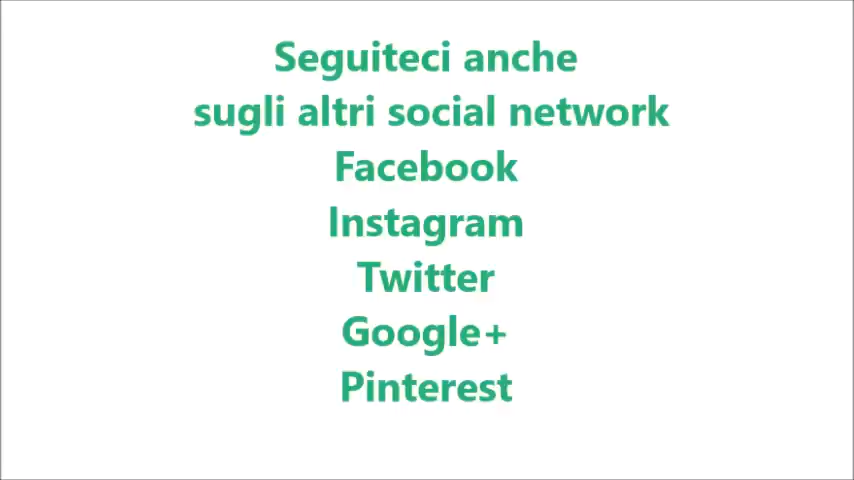 Seguiteci anche
sugli altri social network
Facebook
Instagram
Twitter
Google+
Pinterest